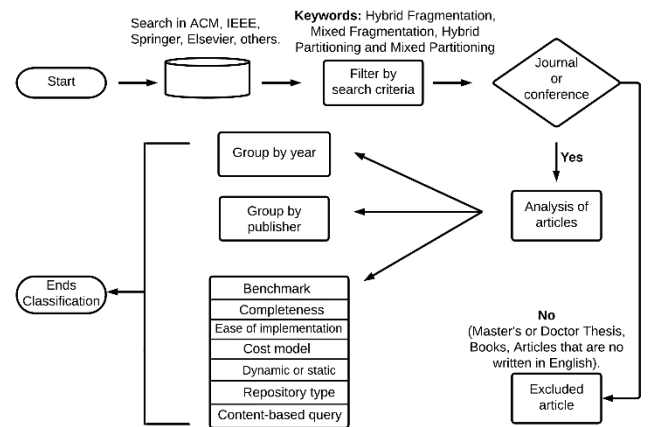 Start
Search in ACM, IEEE,
Springer, Elsevier, others.
Keywords: Hybrid Fragmentation,
Mixed Fragmentation, Hybrid
Partitioning and Mixed Partitioning
Filter by
search criteria
Journal
or
conference
Yes
Analysis of
articles
Group by year
Group by
publisher
Benchmark
Completeness
Ease of implementation
Cost model
Dynamic or static
Repository type
Content-based query
Ends
Classification
No
(Master's or Doctor Thesis,
Books, Articles that are no
written in English).
Excluded
article